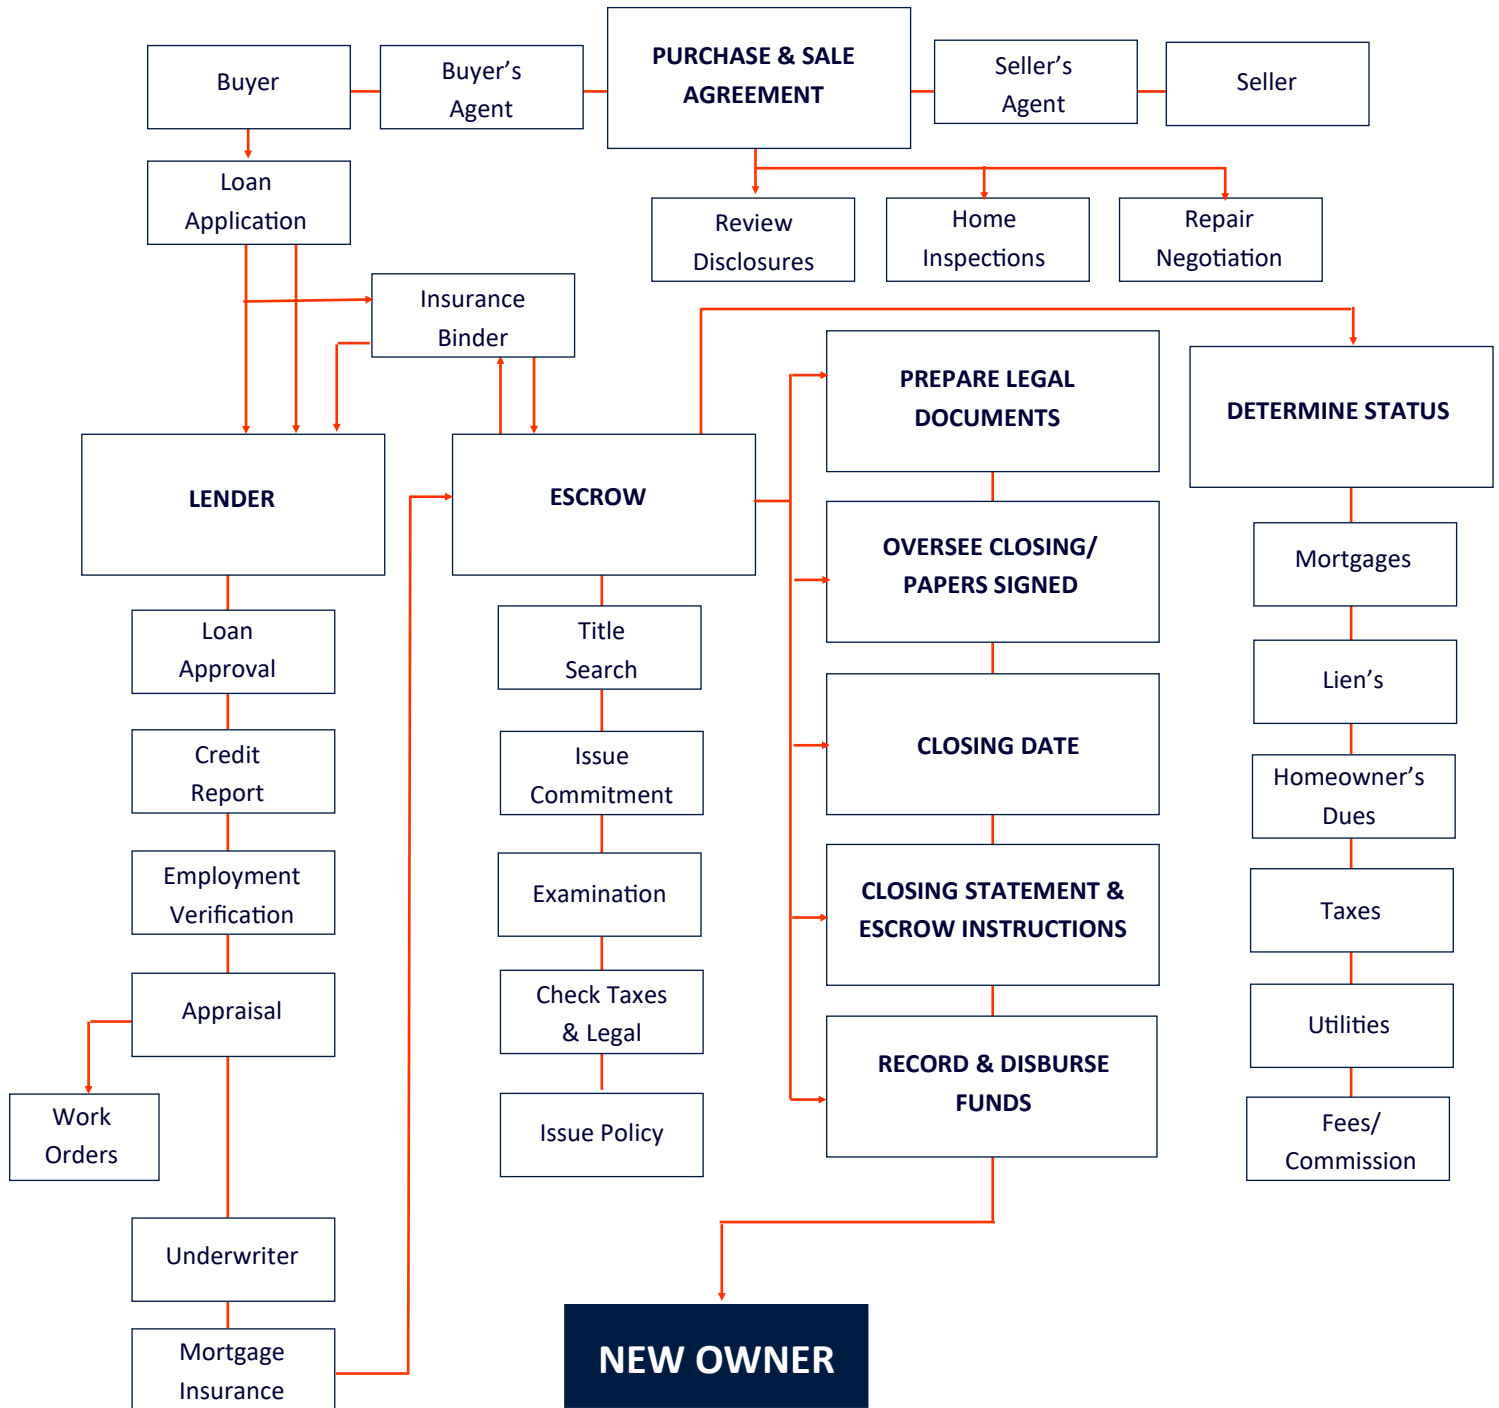 Buyer
Buyer's
Agent
PURCHASE & SALE
AGREEMENT
Seller's
Agent
Seller
Loan
Application
Review
Disclosures
Home
Inspections
Repair
Negotiation
Insurance
Binder
LENDER
ESCROW
PREPARE LEGAL
DOCUMENTS
DETERMINE STATUS
OVERSEE CLOSING/
PAPERS SIGNED
CLOSING DATE
CLOSING STATEMENT &
ESCROW INSTRUCTIONS
RECORD & DISBURSE
FUNDS
Loan
Approval
Credit
Report
Employment
Verification
Appraisal
Work
Orders
Underwriter
Mortgage
Insurance
Title
Search
Issue
Commitment
Examination
Check Taxes
& Legal
Issue Policy
Mortgages
Lien's
Homeowner's
Dues
Taxes
Utilities
Fees/
Commission
NEW OWNER